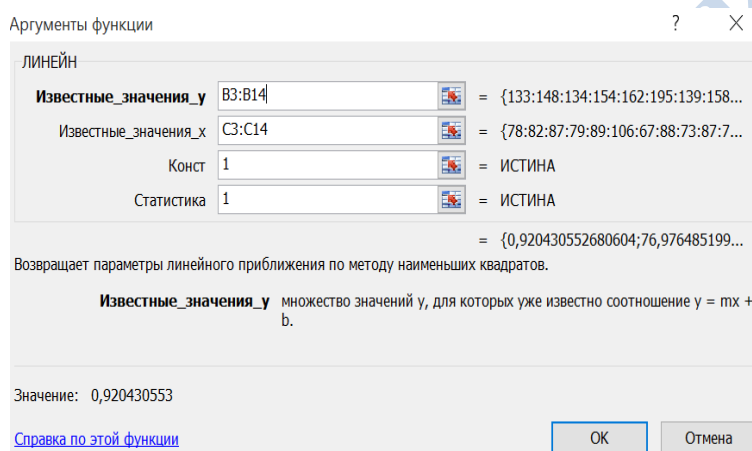 Аргументы функции ?
ЛИНЕЙН
Известные_значения_y B3:B14 = {133:148:134:154:162:195:139:158...
Известные_значения_x C3:C14 = {78:82:87:79:89:106:67:88:73:87:7...
Конст 1 = ИСТИНА
Статистика 1 = ИСТИНА
= {0,920430552680604;76,976485199...
Возвращает параметры линейного приближения по методу наименьших квадратов.
Известные_значения_y множество значений y, для которых уже известно соотношение y = mx +
b.
Значение: 0,920430553
Справка по этой функции ОК Отмена